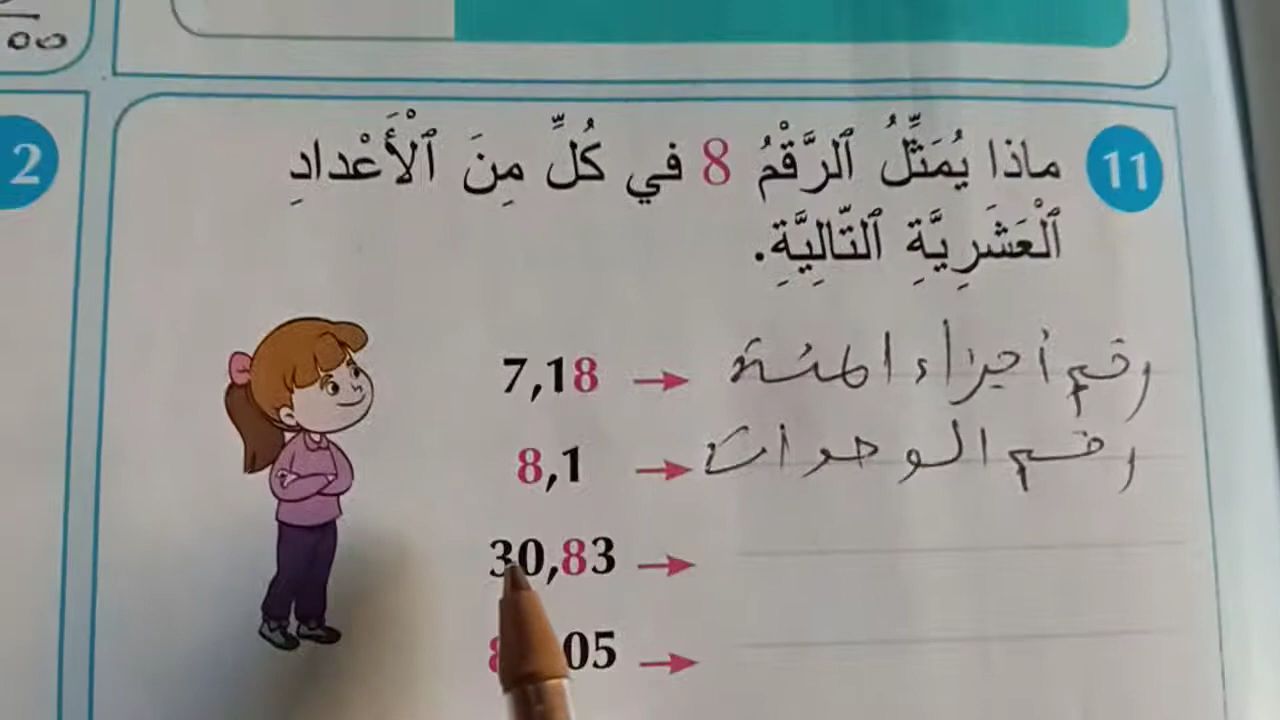 00
2
11 ماذا يُمَثِّلُ ٱلرَّقْمُ 8 في كُلِّ مِنَ ٱلْأَعْدادِ
ٱلْعَشَرِيَّةِ ٱلتّالِيَّةِ.
7,18 → رقم أجزاء المئة
8,1 → رقم الوحدات
30,83 →
05 →